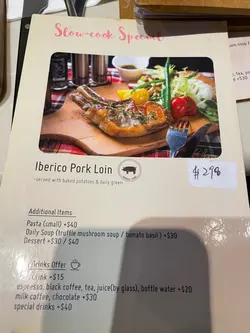 Slow-cook Special
Iberico Pork Loin
-served with baked potatoes & daily green
$298
Additional Items
Pasta (small) +$40
Daily Soup (truffle mushroom soup / tomato basil) +$30
Dessert +$30 / $40
Drinks Offer
drink +$15
espresso, black coffee, tea, juice(by glass), bottle water +$20
milk coffee, chocolate +$30
special drinks +$40